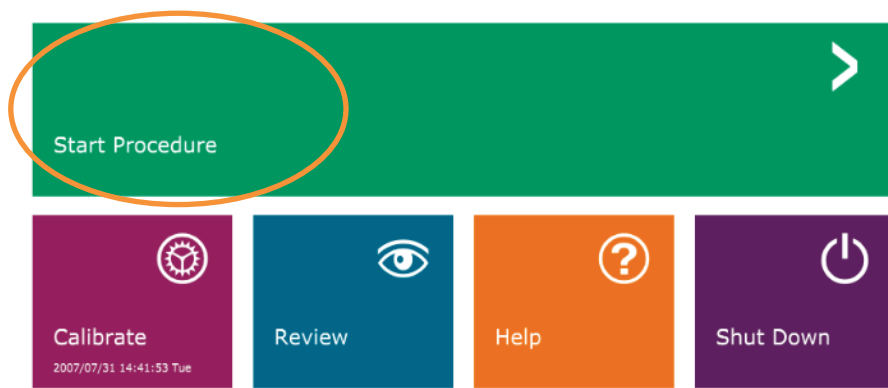 Start Procedure
Calibrate
2007/07/31 14:41:53 Tue
Review
Help
Shut Down